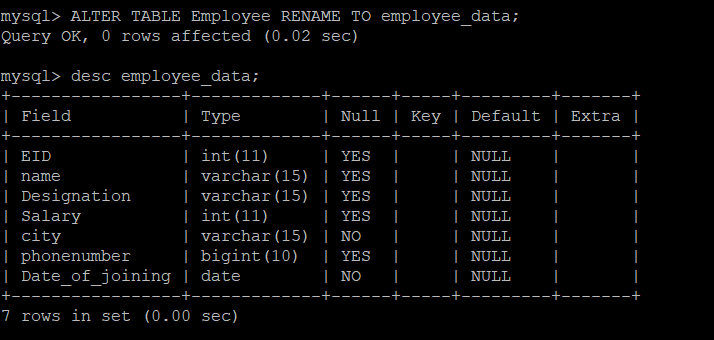 mysql> ALTER TABLE Employee RENAME TO employee_data;
Query OK, 0 rows affected (0.02 sec)
mysql> desc employee_data;
+-----------------+-------------+------+-----+---------+-------+
| Field           | Type        | Null | Key | Default | Extra |
+-----------------+-------------+------+-----+---------+-------+
| EID             | int(11)     | YES  |     | NULL    |       |
| name            | varchar(15) | YES  |     | NULL    |       |
| Designation     | varchar(15) | YES  |     | NULL    |       |
| Salary          | int(11)     | YES  |     | NULL    |       |
| city            | varchar(15) | NO   |     | NULL    |       |
| phonenumber     | bigint(10)  | YES  |     | NULL    |       |
| Date_of_joining | date        | NO   |     | NULL    |       |
+-----------------+-------------+------+-----+---------+-------+
7 rows in set (0.00 sec)